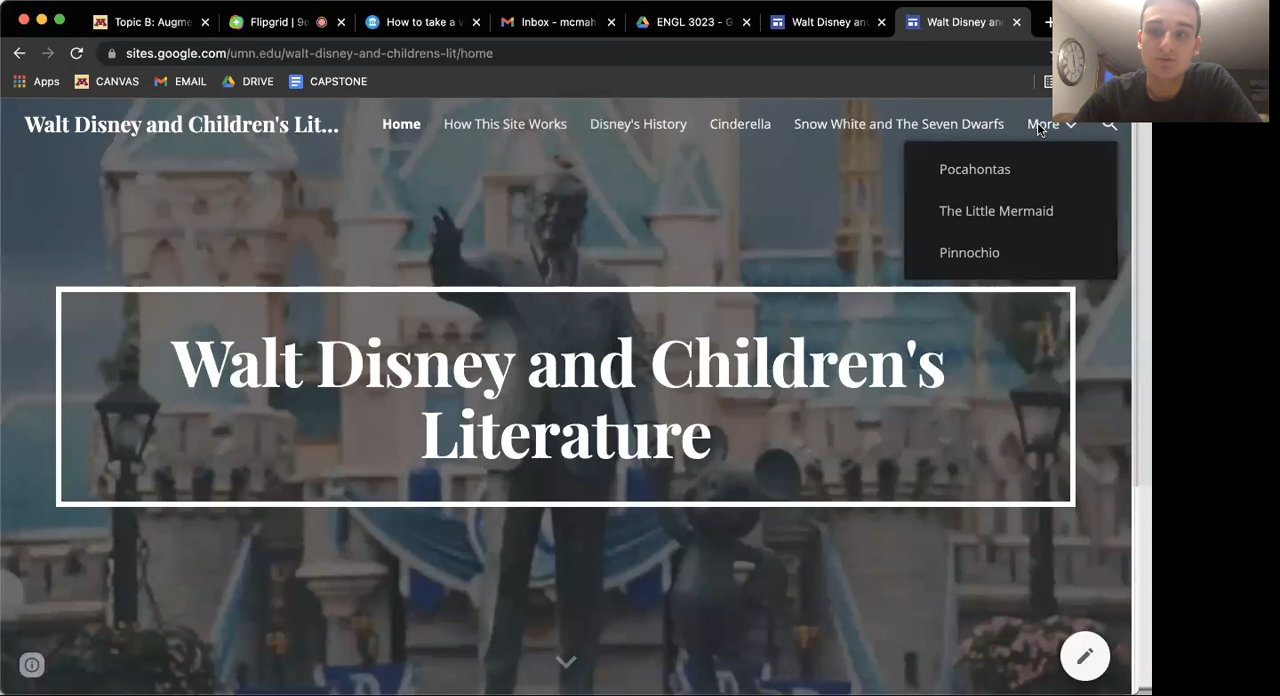 Topic B: Augme
Flipgrid | 9e
How to take a
Inbox - mcmah
ENGL 3023 - G
Walt Disney an
Walt Disney an
sites.google.com/umn.edu/walt-disney-and-childrens-lit/home
Apps CANVAS EMAIL DRIVE CAPSTONE
Walt Disney and Children's Lit... Home How This Site Works Disney's History Cinderella Snow White and The Seven Dwarfs More
Pocahontas
The Little Mermaid
Pinnochio
Walt Disney and Children's
Literature